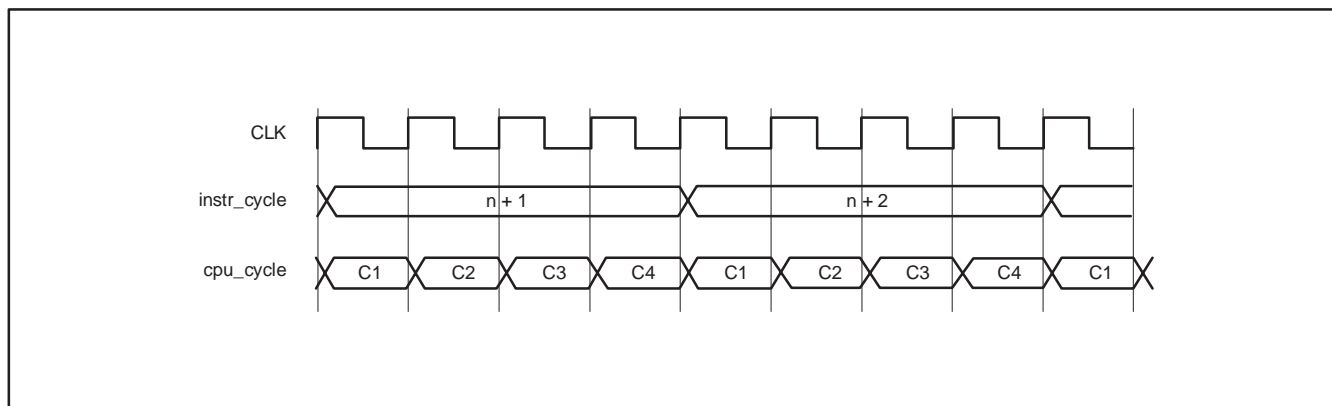 CLK
instr_cycle
n + 1
n + 2
cpu_cycle
C1
C2
C3
C4
C1
C2
C3
C4
C1